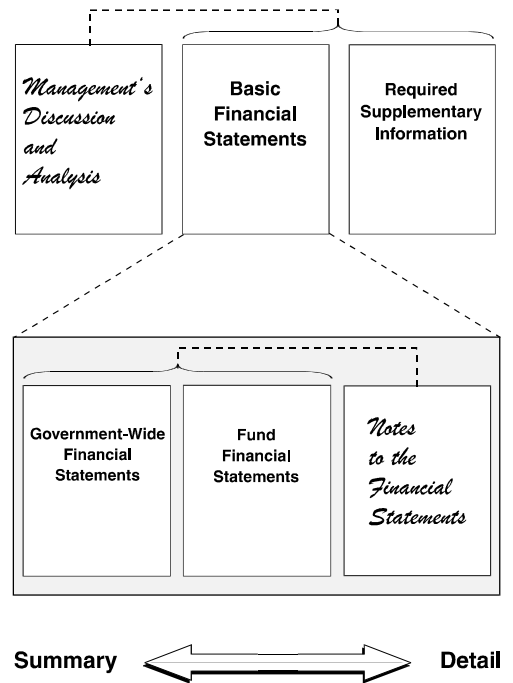 Management's
Discussion
and
Analysis
Basic
Financial
Statements
Required
Supplementary
Information
Government-Wide
Financial
Statements
Fund
Financial
Statements
Notes
to the
Financial
Statements
Summary
Detail